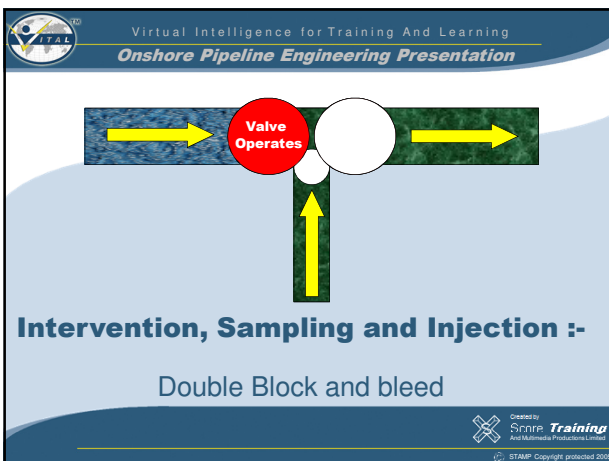 VITAL TM
Virtual Intelligence for Training And Learning
Onshore Pipeline Engineering Presentation
Valve
Operates
Intervention, Sampling and Injection :-
Double Block and bleed
Created by
Score Training
And Multimedia Productions Limited
© STAMP Copyright protected 2005